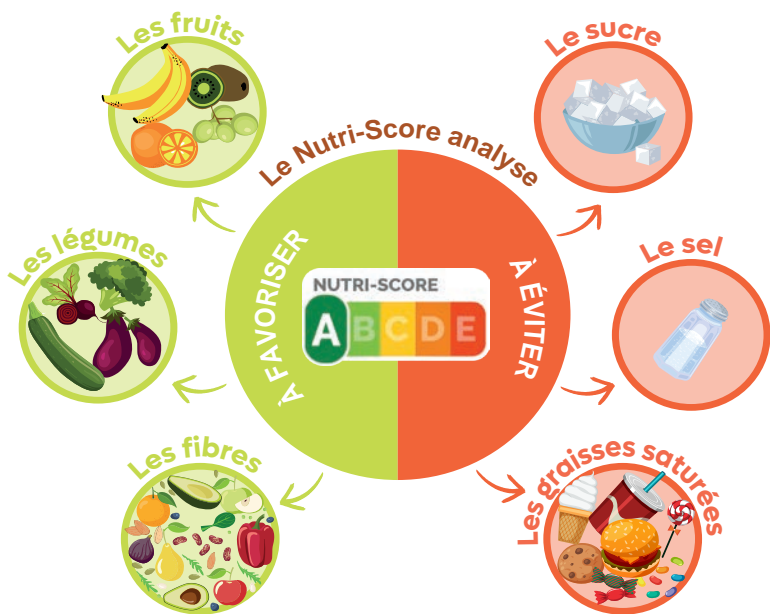 Les fruits
Le sucre
Le Nutri-Score analyse
Les légumes
Le sel
À FAVORISER
À ÉVITER
NUTRI-SCORE
A B C D E
Les fibres
Les graisses saturées